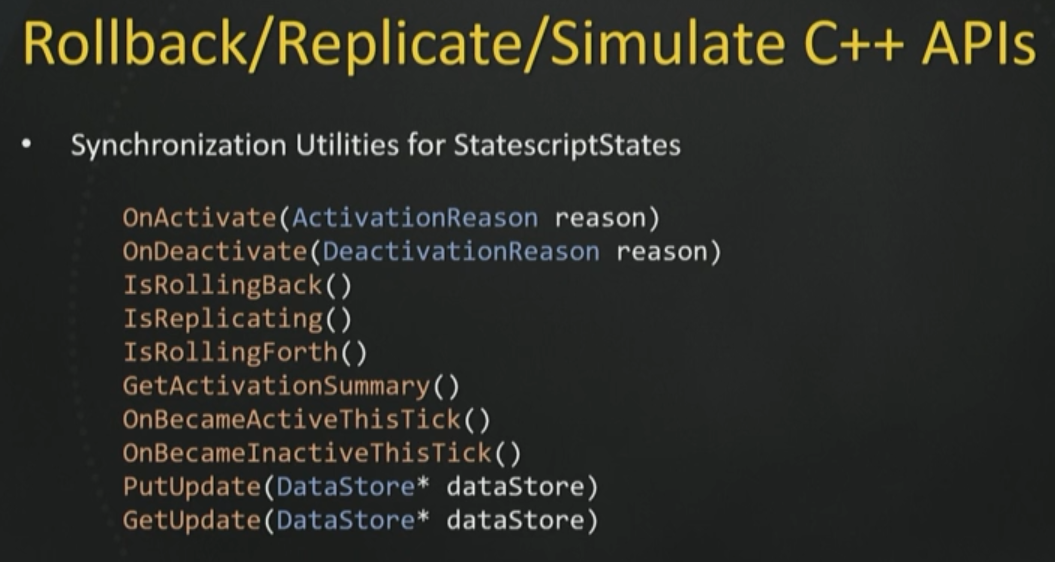 Rollback/Replicate/Simulate C++ APIs
• Synchronization Utilities for StatescriptStates
OnActivate(ActivationReason reason)
OnDeactivate(DeactivationReason reason)
IsRollingBack()
IsReplicating()
IsRollingForth()
GetActivationSummary()
OnBecameActiveThisTick()
OnBecameInactiveThisTick()
PutUpdate(DataStore* dataStore)
GetUpdate(DataStore* dataStore)